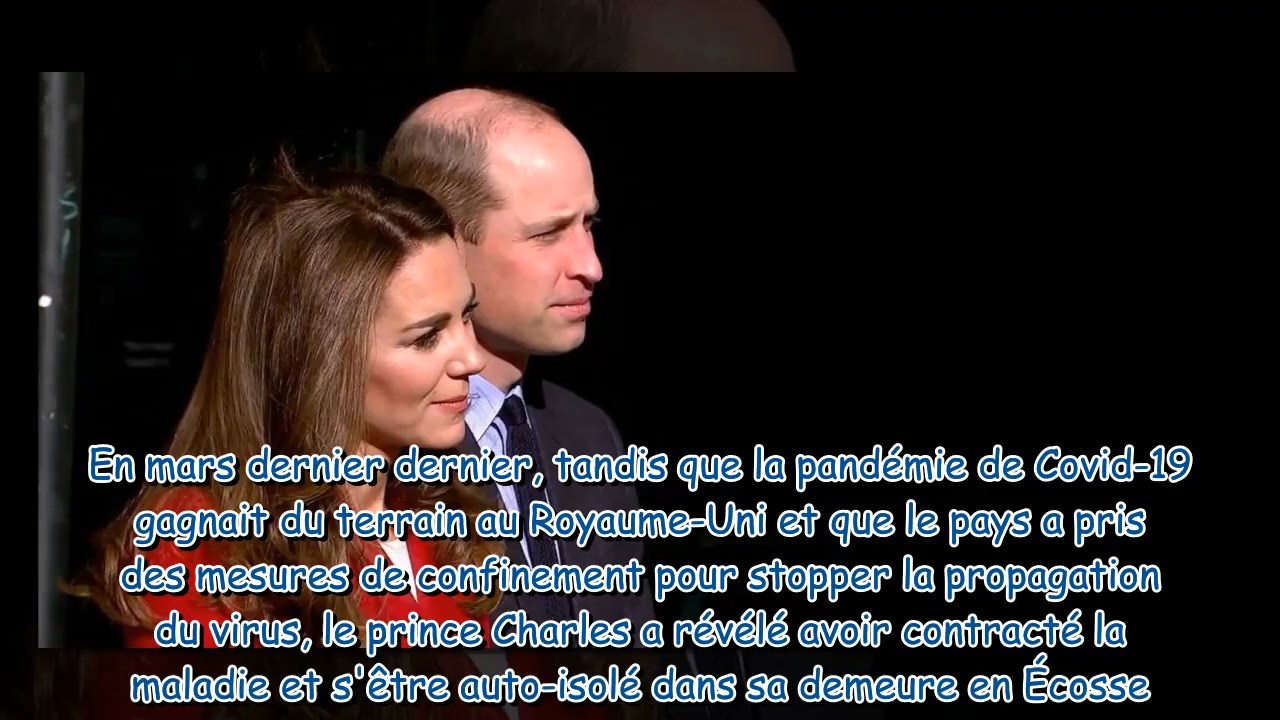 En mars dernier dernier, tandis que la pandémie de Covid-19
gagnait du terrain au Royaume-Uni et que le pays a pris
des mesures de confinement pour stopper la propagation
du virus, le prince Charles a révélé avoir contracté la
maladie et s'être auto-isolé dans sa demeure en Écosse